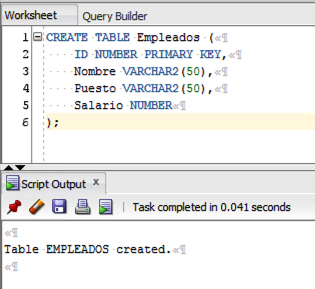 Worksheet Query Builder
1 CREATE TABLE Empleados (
2 ID NUMBER PRIMARY KEY,
3 Nombre VARCHAR2(50),
4 Puesto VARCHAR2(50),
5 Salario NUMBER
6 );
Script Output x
Task completed in 0.041 seconds
Table EMPLEADOS created.